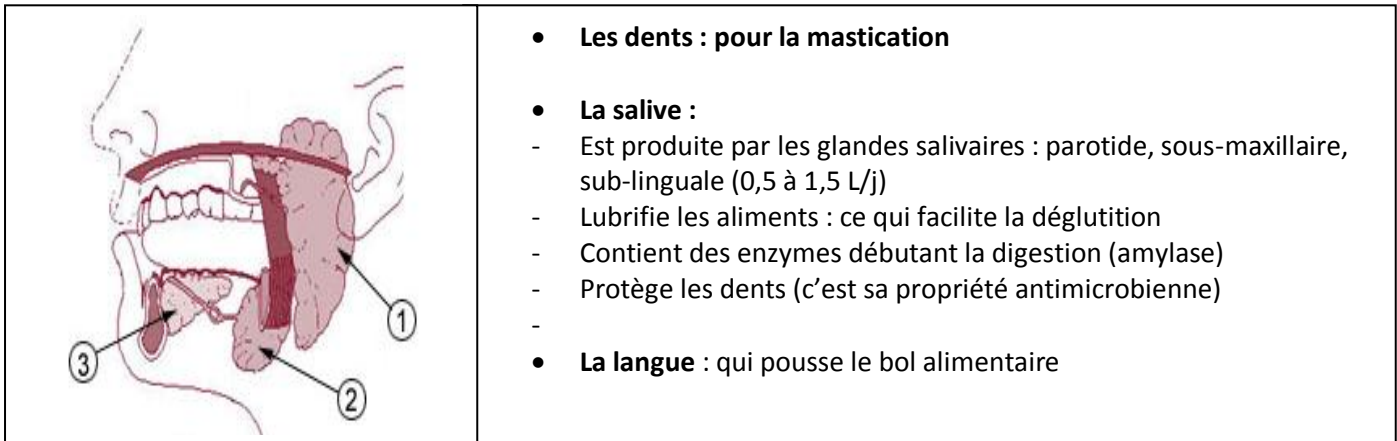 • Les dents : pour la mastication
• La salive :
- Est produite par les glandes salivaires : parotide, sous-maxillaire,
sub-linguale (0,5 à 1,5 L/j)
- Lubrifie les aliments : ce qui facilite la déglutition
- Contient des enzymes débutant la digestion (amylase)
- Protège les dents (c’est sa propriété antimicrobienne)
-
• La langue : qui pousse le bol alimentaire
1
2
3